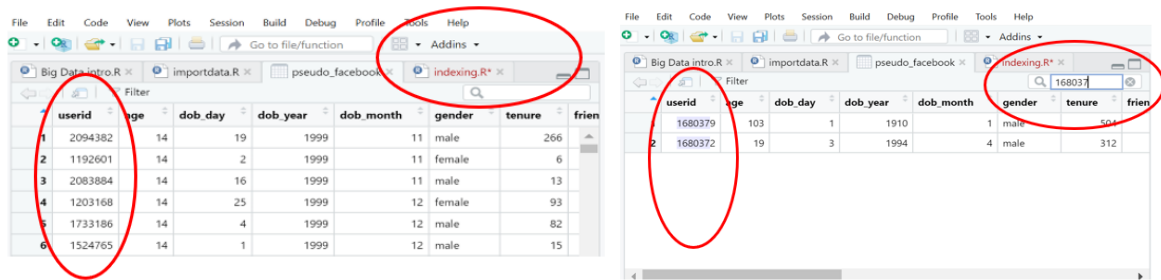 File Edit Code View Plots Session Build Debug Profile Tools Help
Go to file/function Addins
Big Data intro.R importdata.R pseudo_facebook indexing.R*
Filter
userid age dob_day dob_year dob_month gender tenure frien
1 2094382 14 19 1999 11 male 266
2 1192601 14 2 1999 11 female 6
3 2083884 14 16 1999 11 male 13
4 1203168 14 25 1999 12 female 93
5 1733186 14 4 1999 12 male 82
6 1524765 14 1 1999 12 male 15
File Edit Code View Plots Session Build Debug Profile Tools Help
Go to file/function Addins
Big Data intro.R importdata.R pseudo_facebook indexing.R*
Filter 168037
userid age dob_day dob_year dob_month gender tenure frien
1680379 103 1 1910 1 male 504
2 1680372 19 3 1994 4 male 312